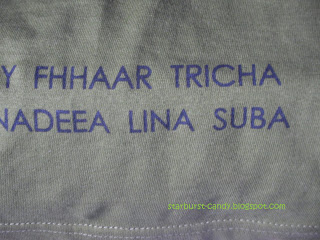 Y FHHAAR TRICHA
NADEEA LINA SUBA
starburst-candy.blogspot.com